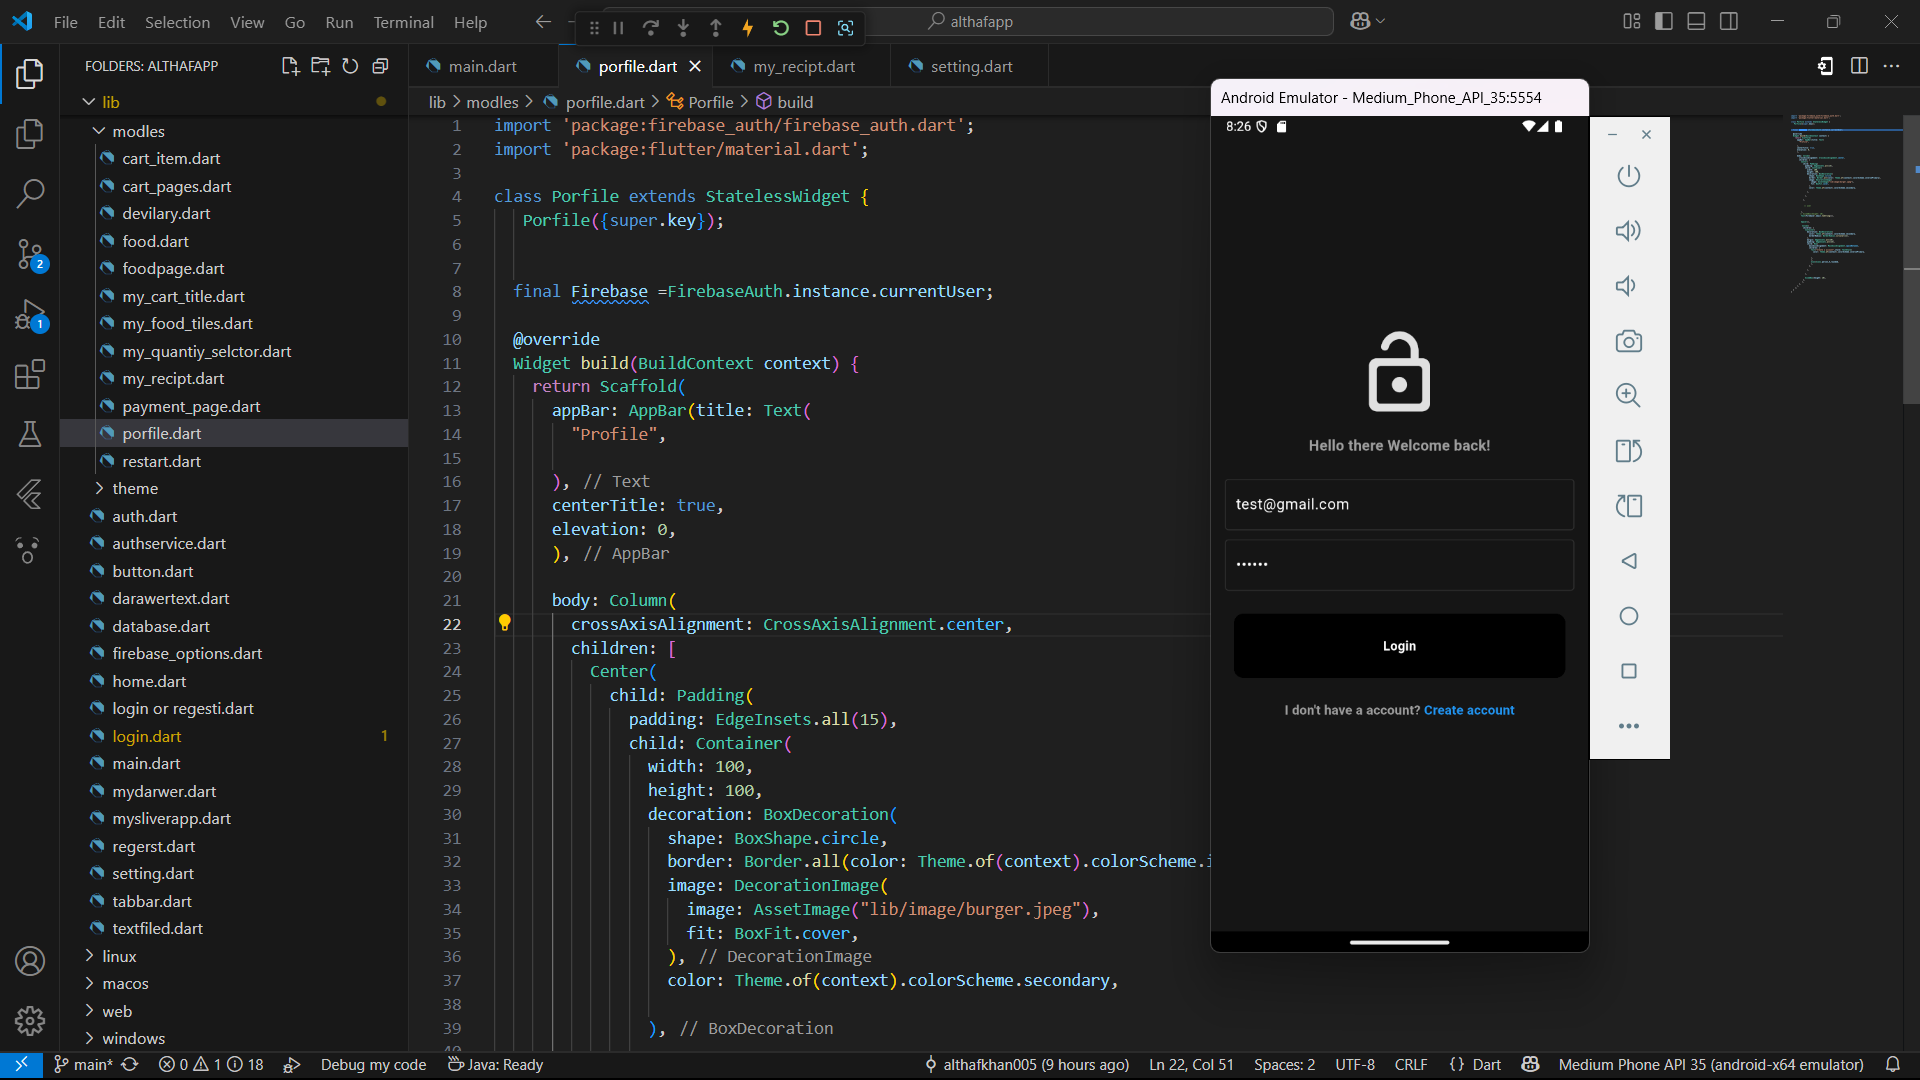 File Edit Selection View Go Run Terminal Help
althafapp
FOLDERS: ALTHAFAPP
lib
modles
cart_item.dart
cart_pages.dart
devilary.dart
food.dart
foodpage.dart
my_cart_title.dart
my_food_tiles.dart
my_quantiy_selctor.dart
my_recipt.dart
payment_page.dart
porfile.dart
restart.dart
theme
auth.dart
authservice.dart
button.dart
darawertext.dart
database.dart
firebase_options.dart
home.dart
login or regesti.dart
login.dart 1
main.dart
mydarwer.dart
mysliverapp.dart
regerst.dart
setting.dart
tabbar.dart
textfiled.dart
linux
macos
web
windows
2
1
main.dart porfile.dart my_recipt.dart setting.dart
lib > modles > porfile.dart > Porfile > build
1 import 'package:firebase_auth/firebase_auth.dart';
2 import 'package:flutter/material.dart';
3
4 class Porfile extends StatelessWidget {
5 Porfile({super.key});
6
7
8 final Firebase =FirebaseAuth.instance.currentUser;
9
10 @override
11 Widget build(BuildContext context) {
12 return Scaffold(
13 appBar: AppBar(title: Text(
14 "Profile",
15
16 ), // Text
17 centerTitle: true,
18 elevation: 0,
19 ), // AppBar
20
21 body: Column(
22 crossAxisAlignment: CrossAxisAlignment.center,
23 children: [
24 Center(
25 child: Padding(
26 padding: EdgeInsets.all(15),
27 child: Container(
28 width: 100,
29 height: 100,
30 decoration: BoxDecoration(
31 shape: BoxShape.circle,
32 border: Border.all(color: Theme.of(context).colorScheme.i
33 image: DecorationImage(
34 image: AssetImage("lib/image/burger.jpeg"),
35 fit: BoxFit.cover,
36 ), // DecorationImage
37 color: Theme.of(context).colorScheme.secondary,
38
39 ), // BoxDecoration
Android Emulator - Medium_Phone_API_35:5554
8:26
Hello there Welcome back!
test@gmail.com
••••••
Login
I don't have a account? Create account
main* 0 1 18 Debug my code Java: Ready althafkhan005 (9 hours ago) Ln 22, Col 51 Spaces: 2 UTF-8 CRLF {} Dart Medium Phone API 35 (android-x64 emulator)